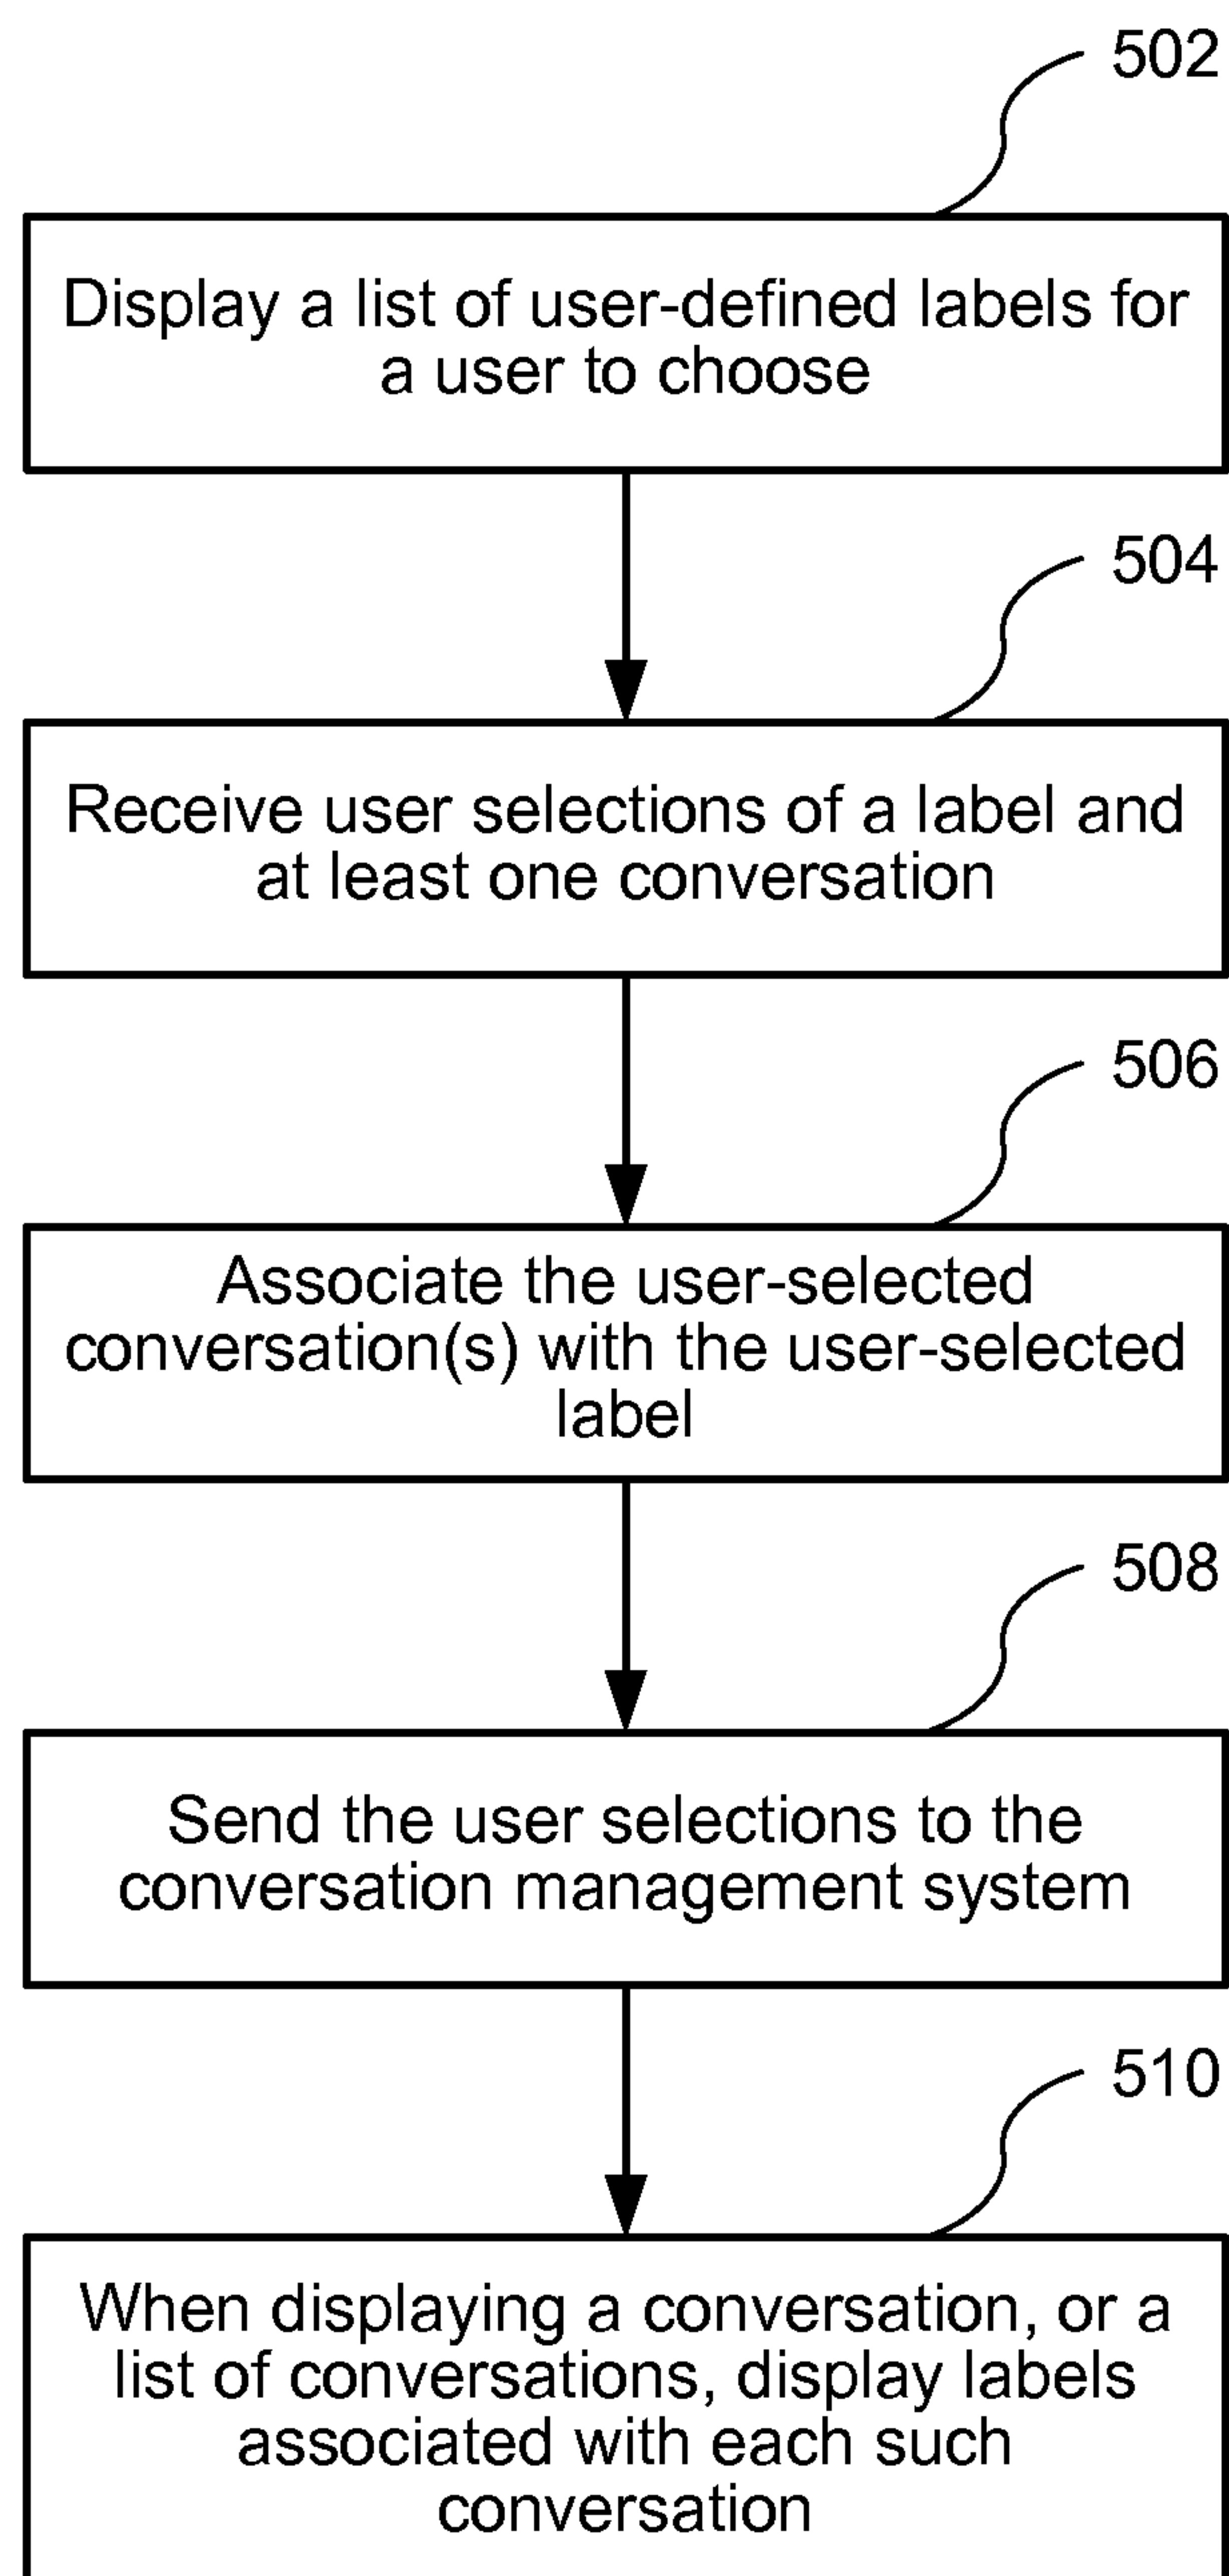 502
Display a list of user-defined labels for
a user to choose
504
Receive user selections of a label and
at least one conversation
506
Associate the user-selected
conversation(s) with the user-selected
label
508
Send the user selections to the
conversation management system
510
When displaying a conversation, or a
list of conversations, display labels
associated with each such
conversation